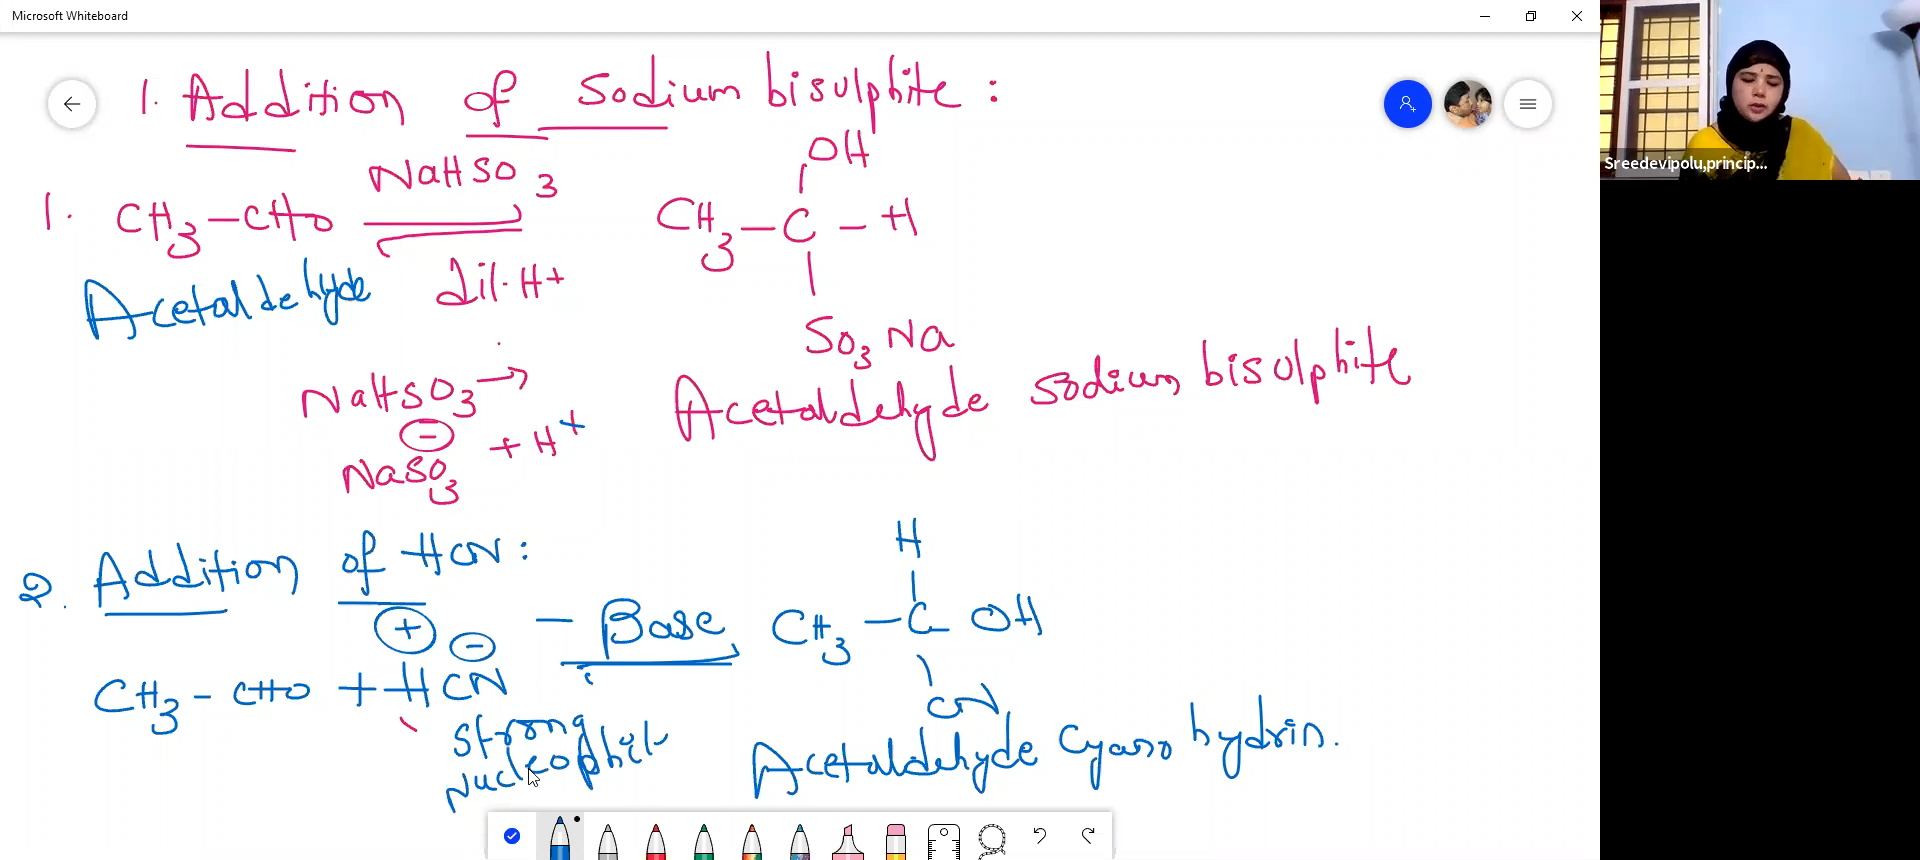 Microsoft Whiteboard
1. Addition of Sodium bisulphite :
OH
NaHSO3
1. CH3-CHO ⇌ CH3-C-H
Acetaldehyde dil·H+
SO3Na
NaHSO3 → Acetaldehyde sodium bisulphite
⊖
NaSO3 + H+
2. Addition of HCN :
H
⊕ ⊖ - Base CH3-C OH
CH3-CHO + HCN
CN
Strong
nucleophile
Acetaldehyde Cyano hydrin.
Sreedevipolu,princip...